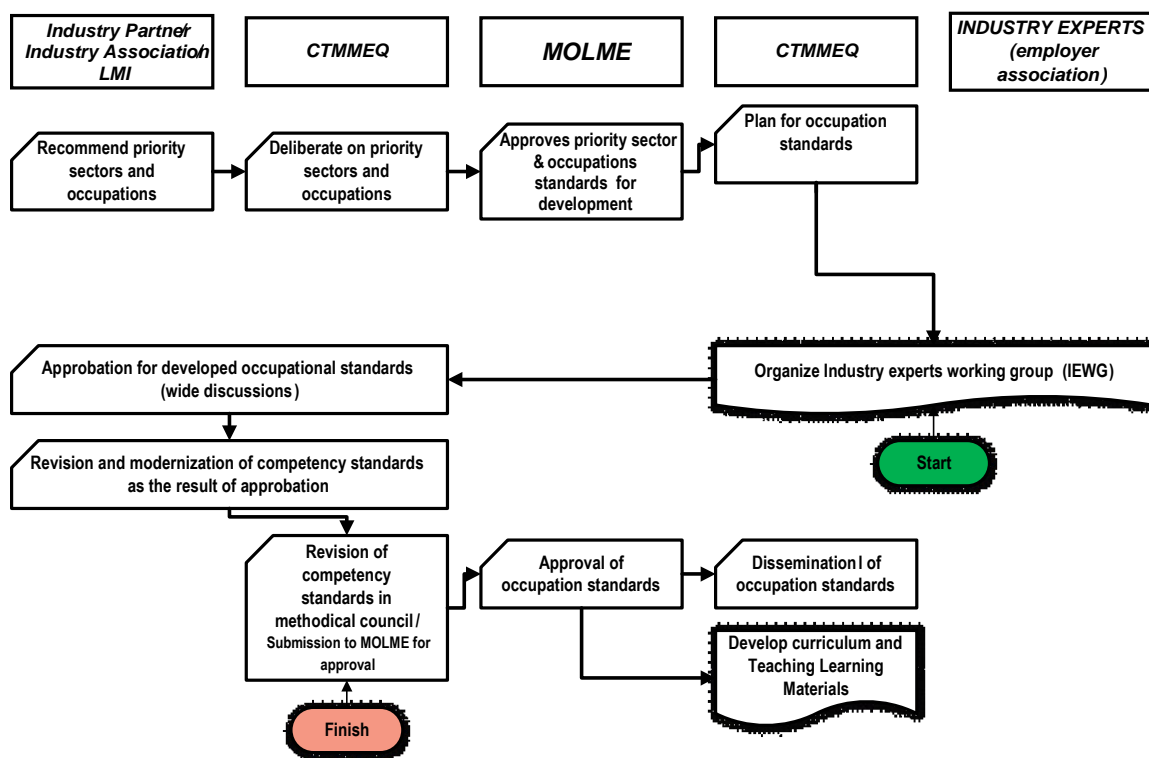 Industry Partner/
Industry Association/
LMI
CTMMEQ
MOLME
CTMMEQ
INDUSTRY EXPERTS
(employer
association)
Recommend priority
sectors and
occupations
Deliberate on priority
sectors and
occupations
Approves priority sector
& occupations
standards for
development
Plan for occupation
standards
Approbation for developed occupational standards
(wide discussions)
Organize Industry experts working group (IEWG)
Revision and modernization of competency standards
as the result of approbation
Start
Revision of
competency
standards in
methodical council/
Submission to MOLME for
approval
Approval of
occupation standards
Dissemination l of
occupation standards
Develop curriculum and
Teaching Learning
Materials
Finish